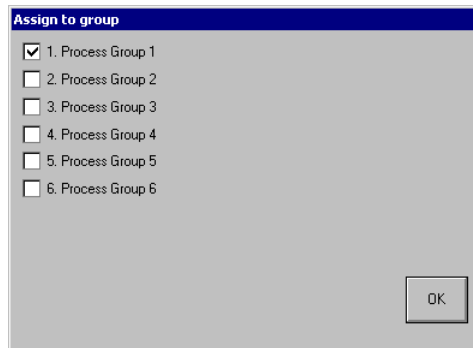 Assign to group
1. Process Group 1
2. Process Group 2
3. Process Group 3
4. Process Group 4
5. Process Group 5
6. Process Group 6
OK